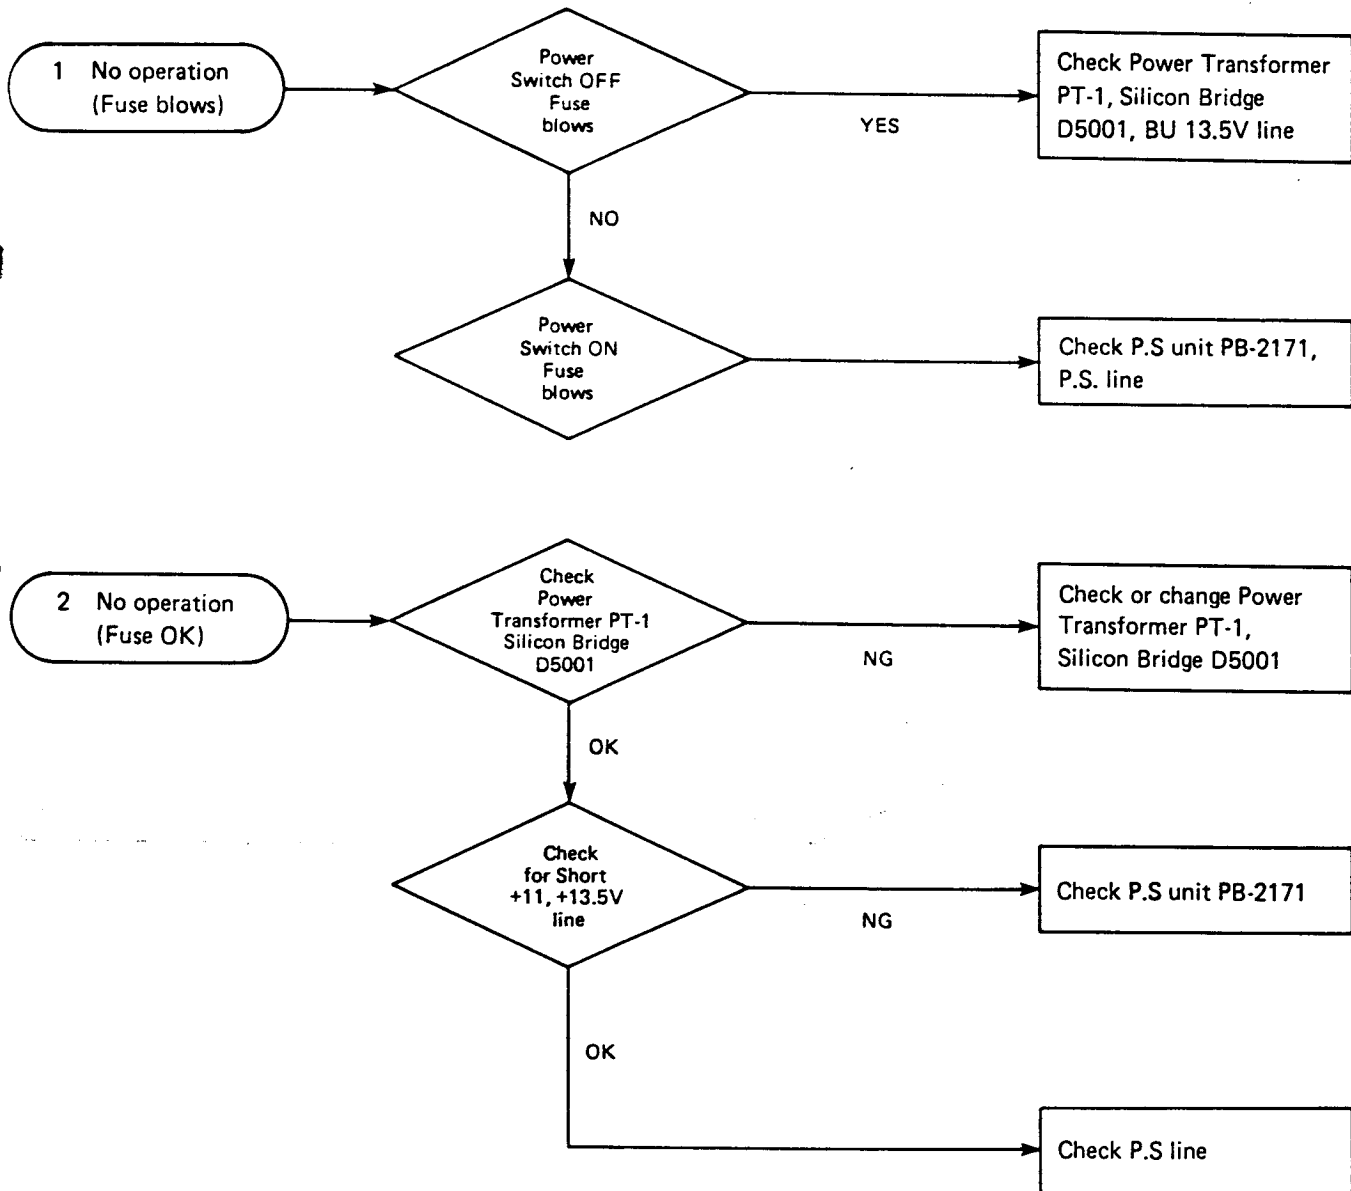 1 No operation
(Fuse blows)
Power
Switch OFF
Fuse
blows
YES
Check Power Transformer
PT-1, Silicon Bridge
D5001, BU 13.5V line
NO
Power
Switch ON
Fuse
blows
Check P.S unit PB-2171,
P.S. line
2 No operation
(Fuse OK)
Check
Power
Transformer PT-1
Silicon Bridge
D5001
NG
Check or change Power
Transformer PT-1,
Silicon Bridge D5001
OK
Check
for Short
+11, +13.5V
line
NG
Check P.S unit PB-2171
OK
Check P.S line